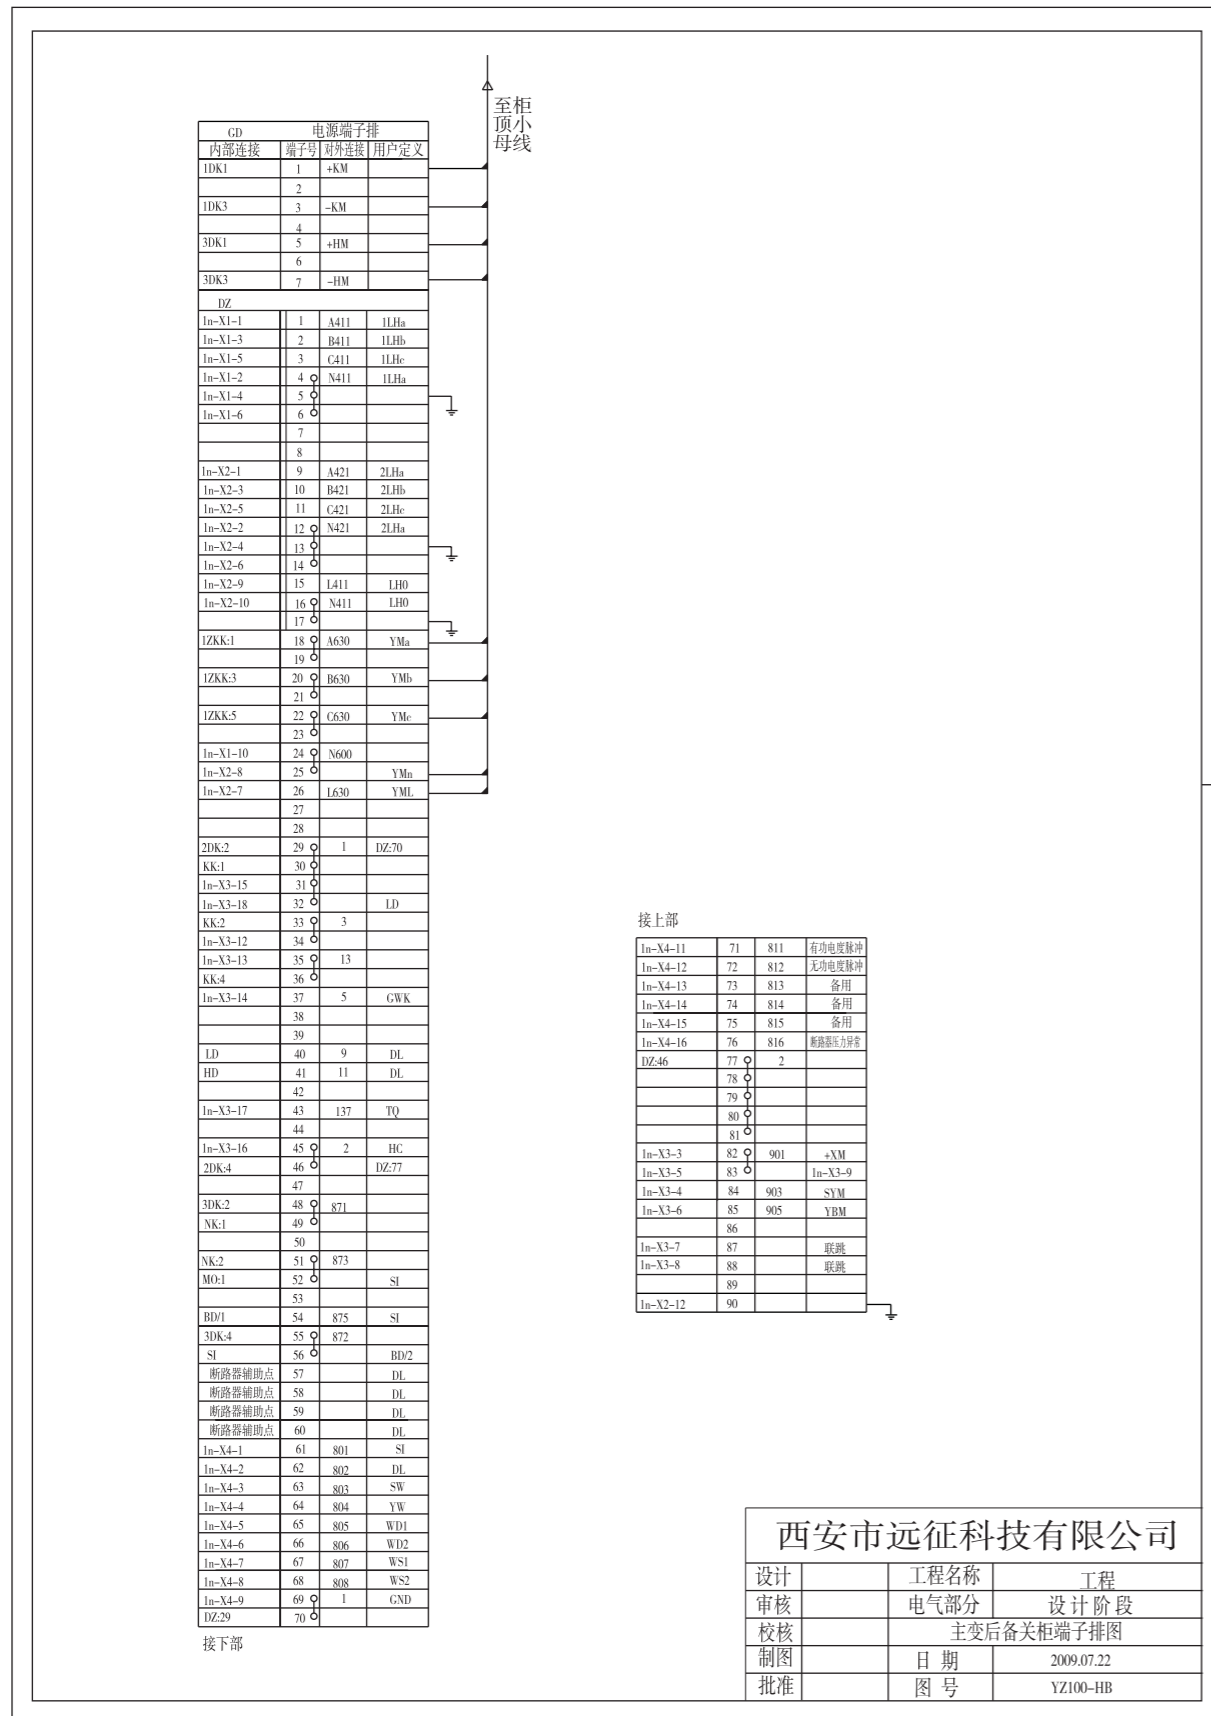 至柜
顶小
母线
GD 电源端子排
内部连接 端子号 对外连接 用户定义
1DK1 1 +KM
2
1DK3 3 -KM
4
3DK1 5 +HM
6
3DK3 7 -HM
DZ
1n-X1-1 1 A411 1LHa
1n-X1-3 2 B411 1LHb
1n-X1-5 3 C411 1LHc
1n-X1-2 4 N411 1LHa
1n-X1-4 5
1n-X1-6 6
7
8
1n-X2-1 9 A421 2LHa
1n-X2-3 10 B421 2LHb
1n-X2-5 11 C421 2LHc
1n-X2-2 12 N421 2LHa
1n-X2-4 13
1n-X2-6 14
1n-X2-9 15 L411 LH0
1n-X2-10 16 N411 LH0
17
1ZKK:1 18 A630 YMa
19
1ZKK:3 20 B630 YMb
21
1ZKK:5 22 C630 YMc
23
1n-X1-10 24 N600
1n-X2-8 25 YMn
1n-X2-7 26 L630 YML
27
28
2DK:2 29 1 DZ:70
KK:1 30
1n-X3-15 31
1n-X3-18 32 LD
KK:2 33 3
1n-X3-12 34
1n-X3-13 35 13
KK:4 36
1n-X3-14 37 5 GWK
38
39
LD 40 9 DL
HD 41 11 DL
42
1n-X3-17 43 137 TQ
44
1n-X3-16 45 2 HC
2DK:4 46 DZ:77
47
3DK:2 48 871
NK:1 49
50
NK:2 51 873
MO:1 52 SI
53
BD/1 54 875 SI
3DK:4 55 872
SI 56 BD/2
断路器辅助点 57 DL
断路器辅助点 58 DL
断路器辅助点 59 DL
断路器辅助点 60 DL
1n-X4-1 61 801 SI
1n-X4-2 62 802 DL
1n-X4-3 63 803 SW
1n-X4-4 64 804 YW
1n-X4-5 65 805 WD1
1n-X4-6 66 806 WD2
1n-X4-7 67 807 WS1
1n-X4-8 68 808 WS2
1n-X4-9 69 1 GND
DZ:29 70
接下部
接上部
1n-X4-11 71 811 有功电度脉冲
1n-X4-12 72 812 无功电度脉冲
1n-X4-13 73 813 备用
1n-X4-14 74 814 备用
1n-X4-15 75 815 备用
1n-X4-16 76 816 断路器压力异常
DZ:46 77 2
78
79
80
81
1n-X3-3 82 901 +XM
1n-X3-5 83 1n-X3-9
1n-X3-4 84 903 SYM
1n-X3-6 85 905 YBM
86
1n-X3-7 87 联跳
1n-X3-8 88 联跳
89
1n-X2-12 90
西安市远征科技有限公司
设计 工程名称 工程
审核 电气部分 设计阶段
校核 主变后备关柜端子排图
制图 日 期 2009.07.22
批准 图 号 YZ100-HB